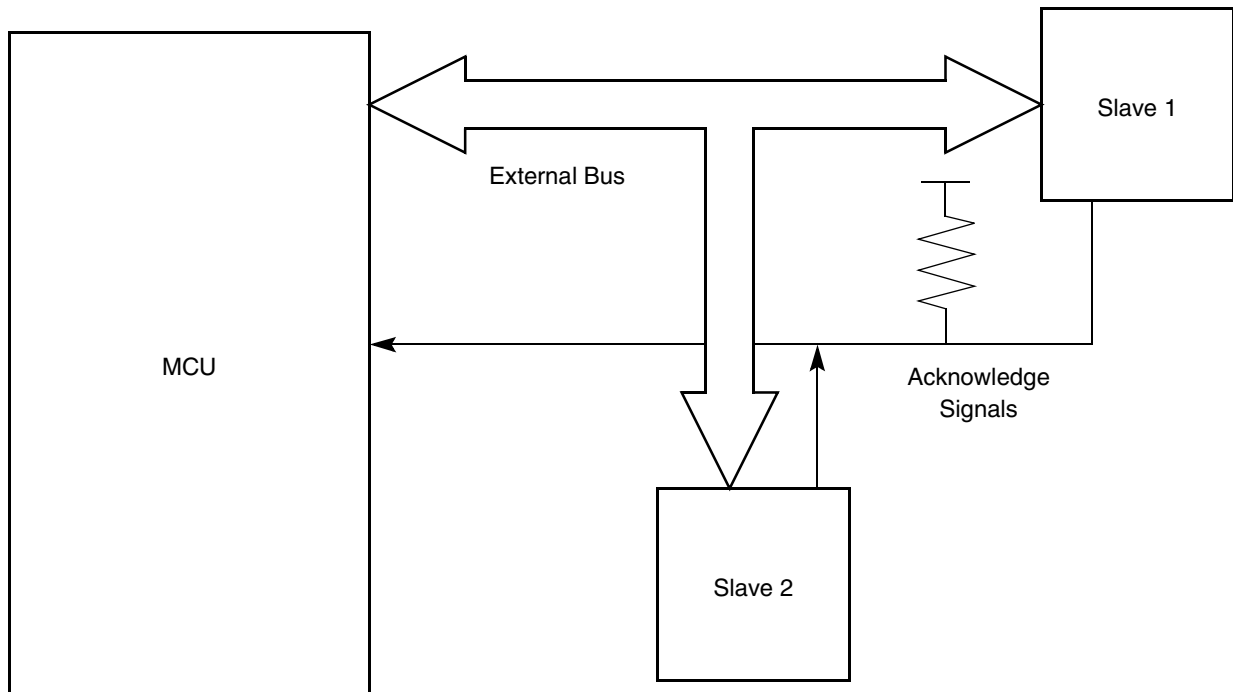 Slave 1
External Bus
MCU
Acknowledge
Signals
Slave 2